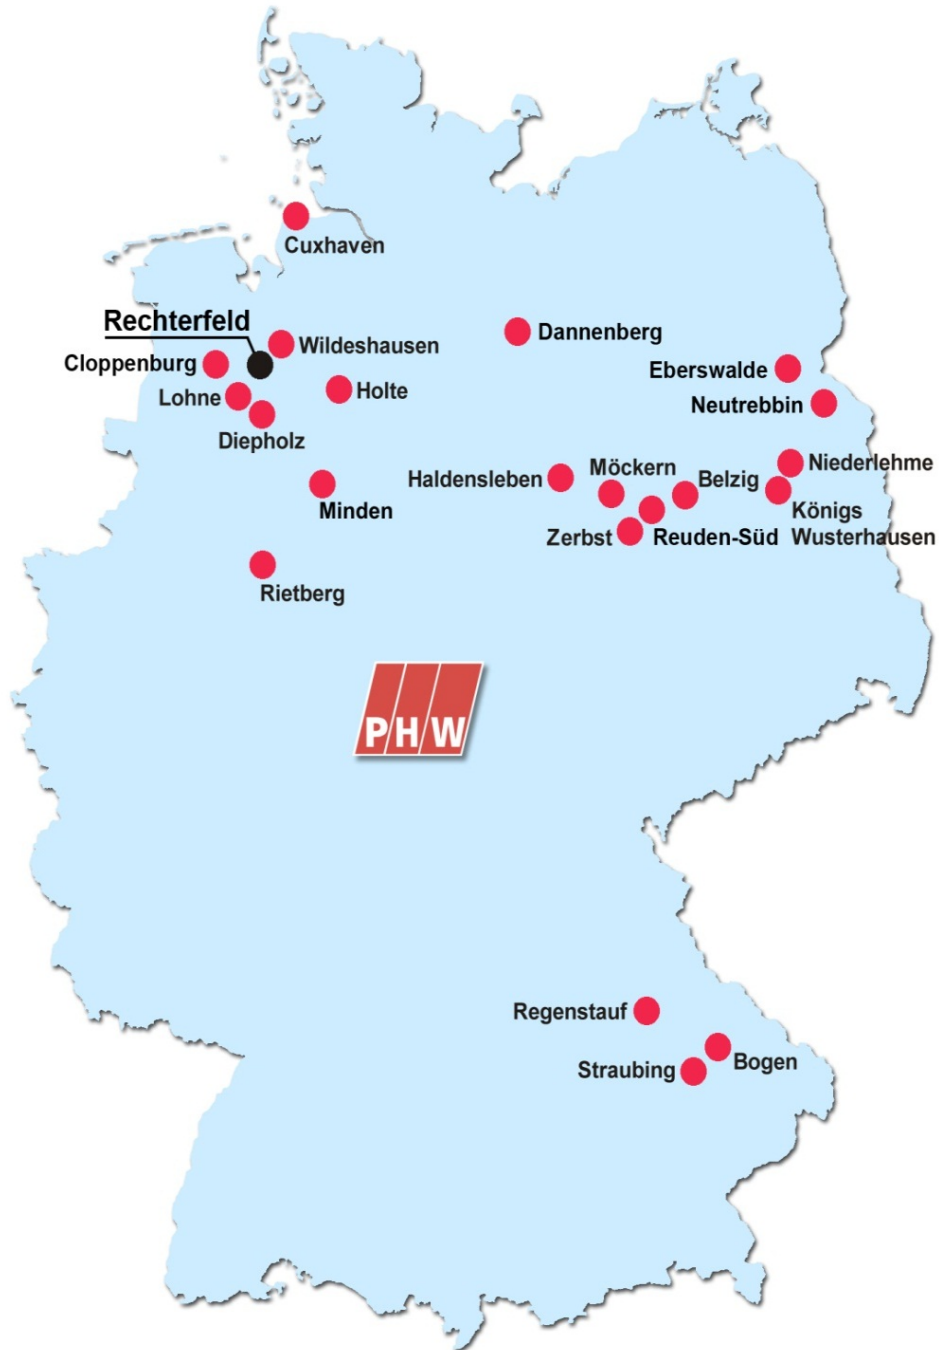 Cuxhaven
Rechterfeld
Wildeshausen
Dannenberg
Cloppenburg
Eberswalde
Lohne
Holte
Neutrebbin
Diepholz
Niederlehme
Möckern
Haldensleben
Belzig
Minden
Königs
Wusterhausen
Zerbst
Reuden-Süd
Rietberg
PHW
Regenstauf
Bogen
Straubing